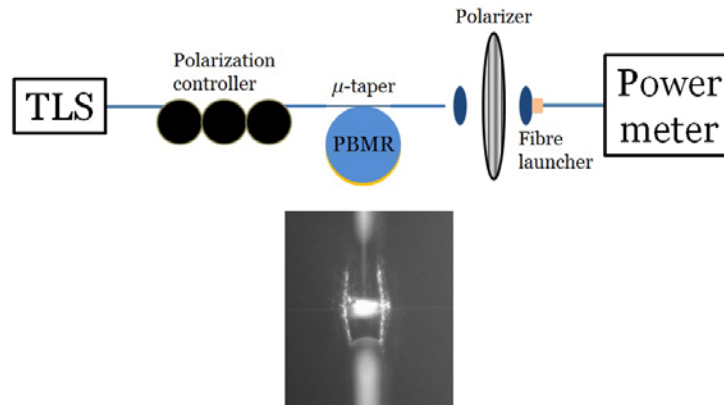 Polarizer
Polarization
controller
μ-taper
TLS
PBMR
Power
meter
Fibre
launcher